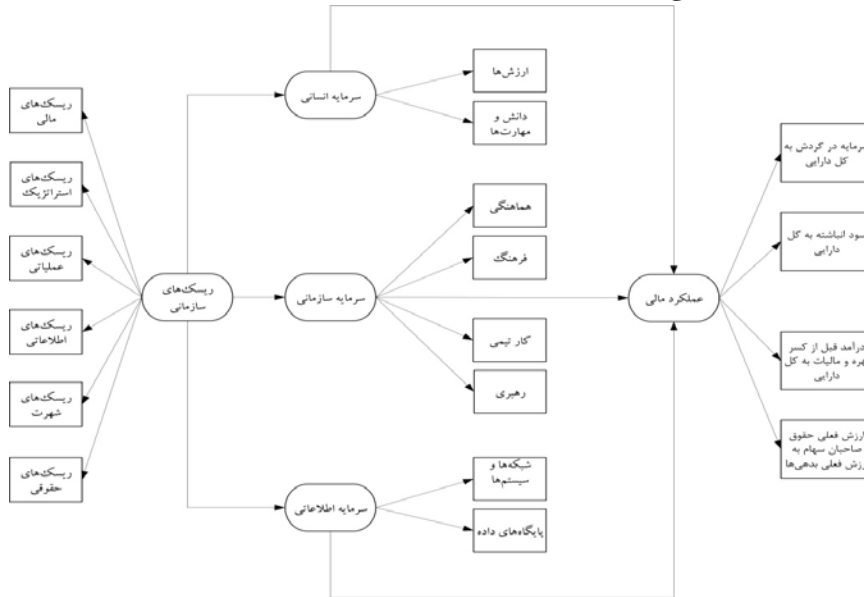 ریسک‌های
مالی
ریسک‌های
استراتژیک
ریسک‌های
عملیاتی
ریسک‌های
اطلاعاتی
ریسک‌های
شهرت
ریسک‌های
حقوقی
ریسک‌های
سازمانی
سرمایه انسانی
ارزش‌ها
دانش و
مهارت‌ها
سرمایه سازمانی
هماهنگی
فرهنگ
کار تیمی
رهبری
سرمایه اطلاعاتی
شبکه‌ها و
سیستم‌ها
پایگاه‌های داده
عملکرد مالی
سرمایه در گردش به
کل دارایی
سود انباشته به کل
دارایی
درآمد قبل از کسر
بهره و مالیات به کل
دارایی
ارزش فعلی حقوق
صاحبان سهام به
ارزش فعلی بدهی‌ها